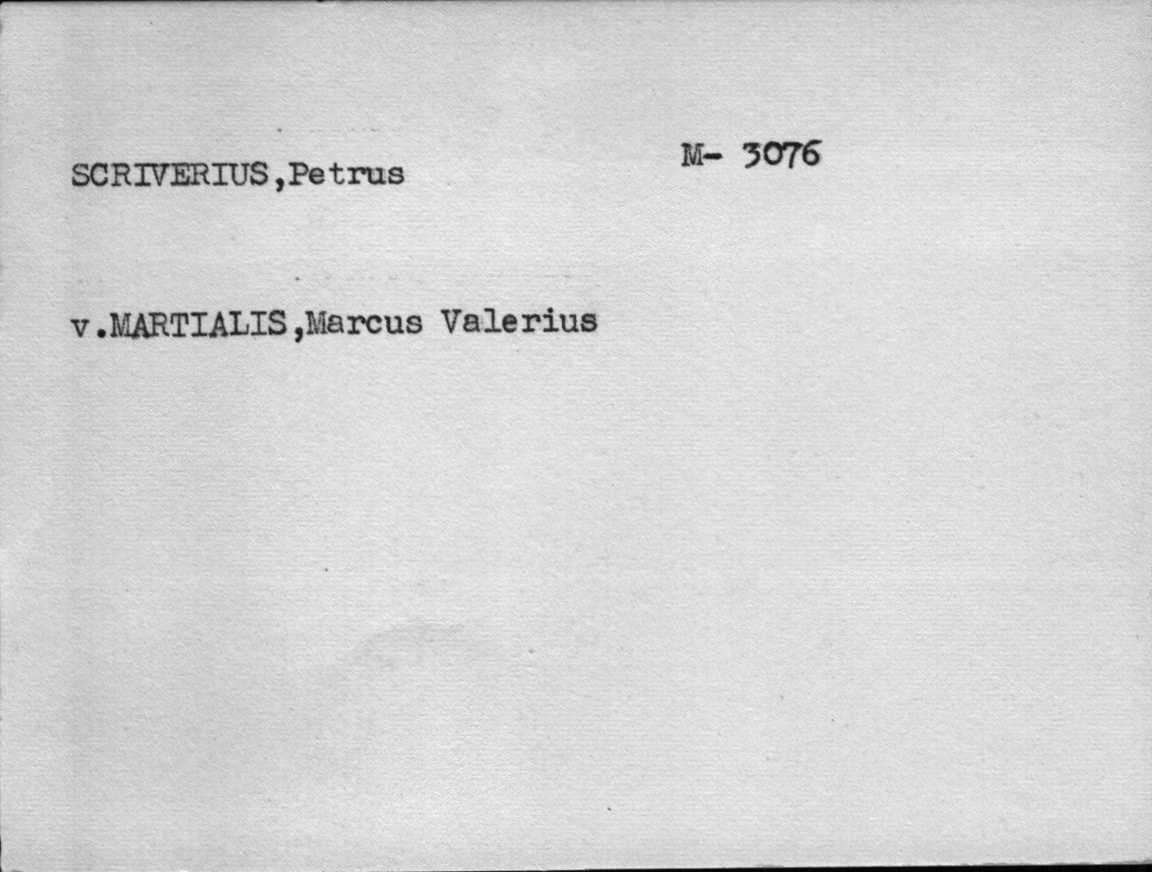 SCRIVERIUS,Petrus
M- 3076
v.MARTIALIS,Marcus Valerius